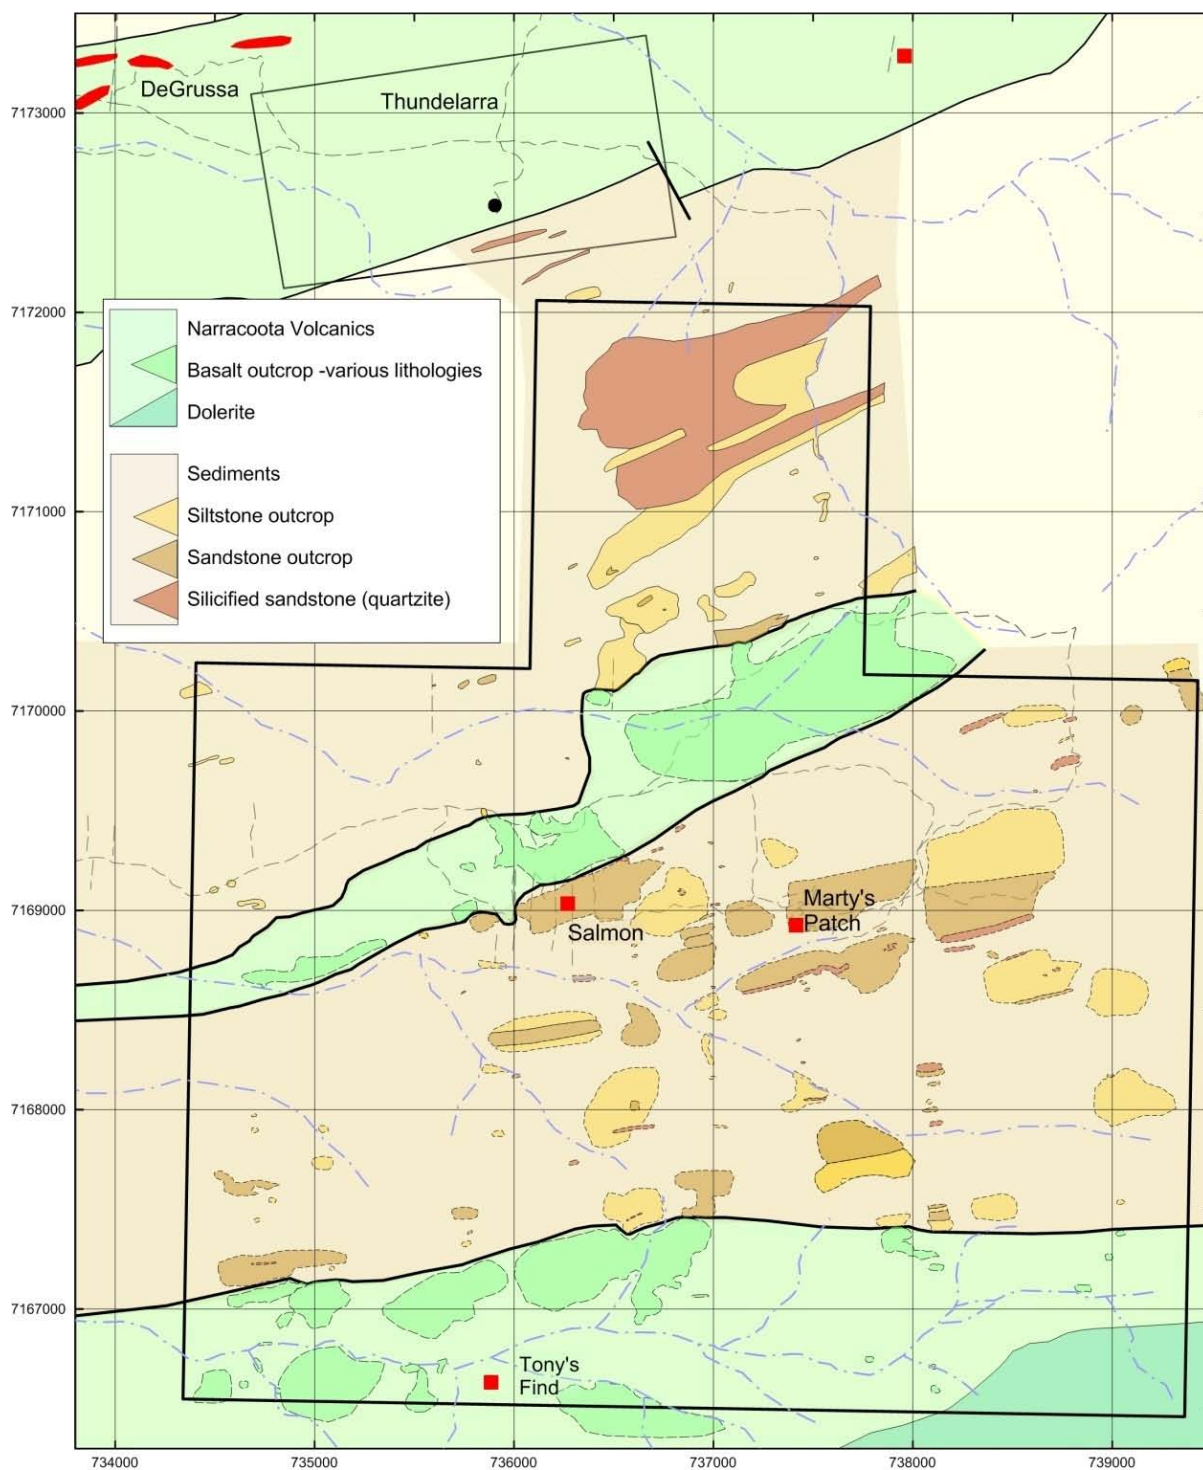 DeGrussa
Thundelarra
7173000
7172000
Narracoota Volcanics
Basalt outcrop -various lithologies
Dolerite
Sediments
Siltstone outcrop
Sandstone outcrop
Silicified sandstone (quartzite)
7171000
7170000
7169000
Salmon
Marty's
Patch
7168000
7167000
Tony's
Find
734000
735000
736000
737000
738000
739000